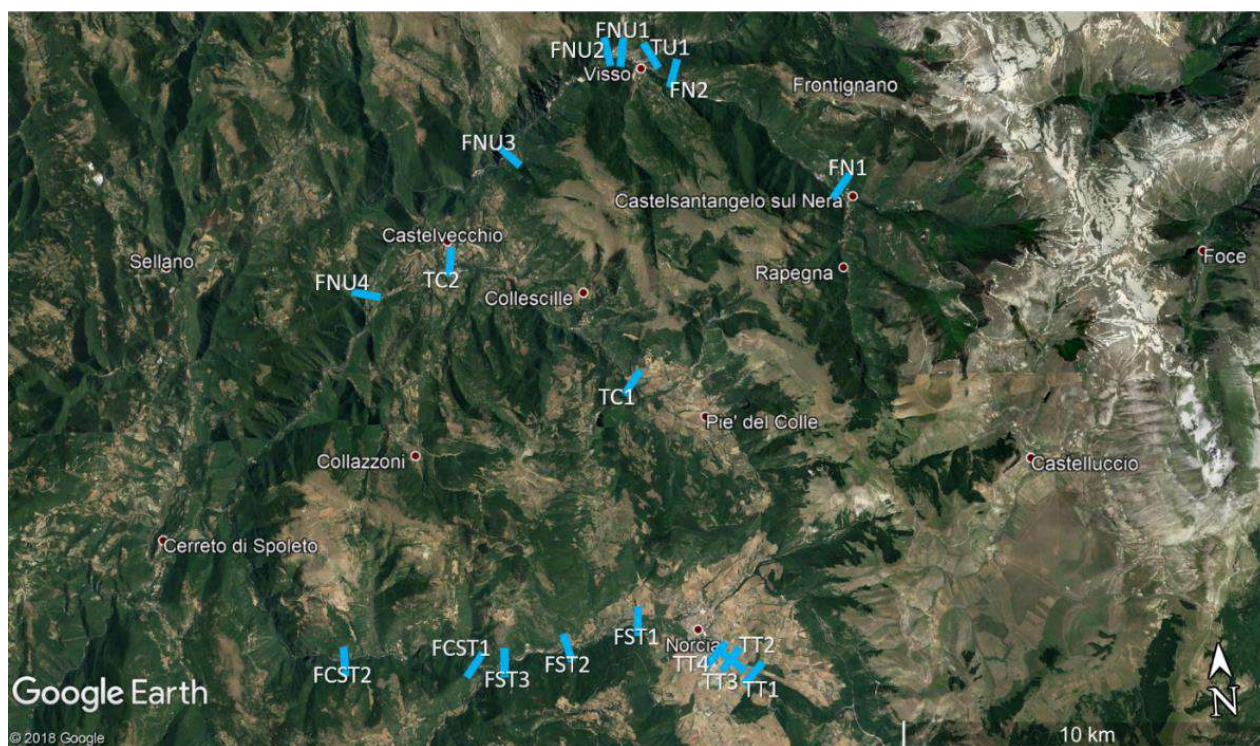 FNU1
FNU2
TU1
Visso
FN2
Frontignano
FNU3
FN1
Castelsantangelo sul Nera
Castelvecchio
Sellano
TC2
Foce
Rapegna
FNU4
Collescille
TC1
Pie' del Colle
Collazzoni
Castelluccio
Cerreto di Spoleto
FST1
Norcia
TT2
FCST1
FST2
TT4
FCST2
FST3
TT3
TT1
Google Earth
N
10 km
© 2018 Google